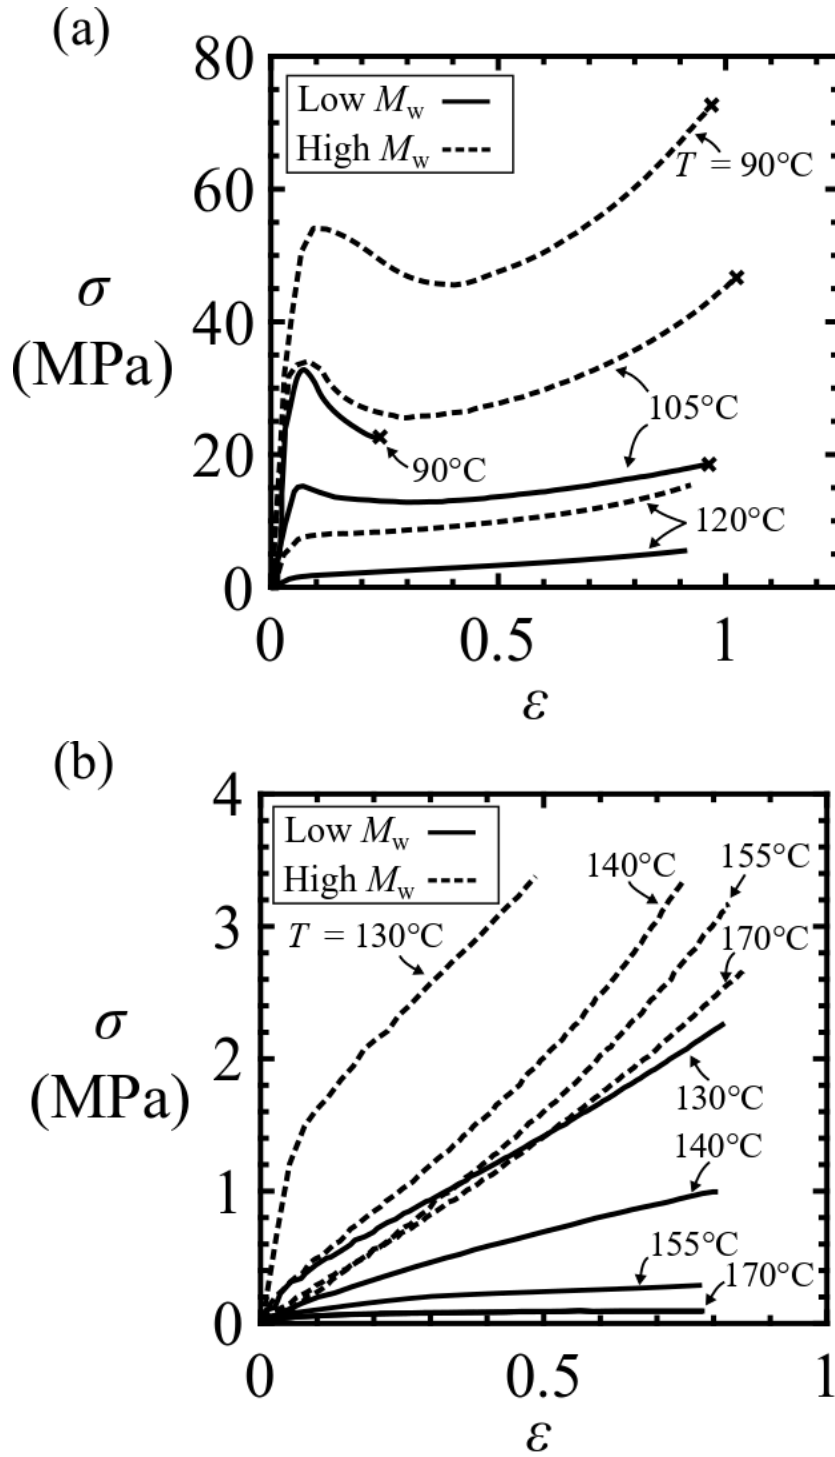 (a)
80
60
40
20
0
σ
(MPa)
Low Mw
High Mw
T = 90°C
105°C
90°C
120°C
0
0.5
1
ε
(b)
4
3
2
1
0
σ
(MPa)
Low Mw
High Mw
T = 130°C
140°C
155°C
170°C
130°C
140°C
155°C
170°C
0
0.5
1
ε